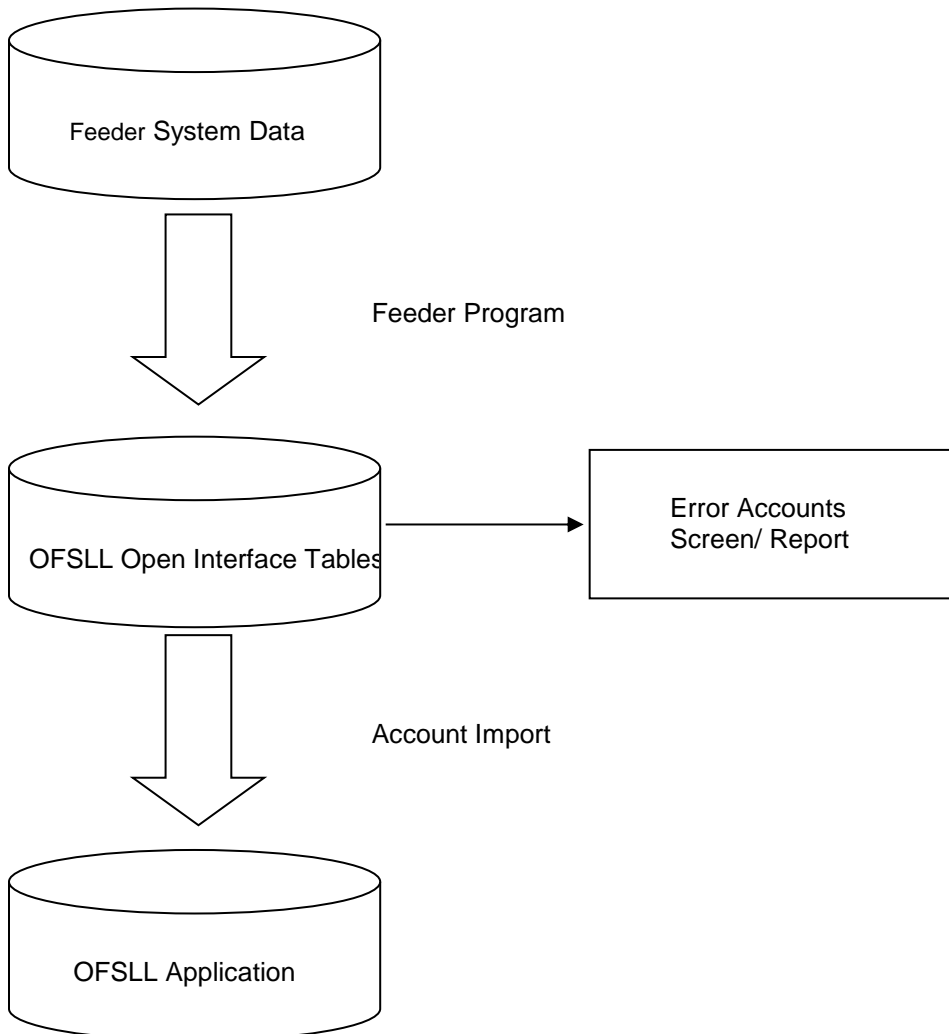 Feeder System Data
Feeder Program
OFSLL Open Interface Tables
Error Accounts
Screen/ Report
Account Import
OFSLL Application